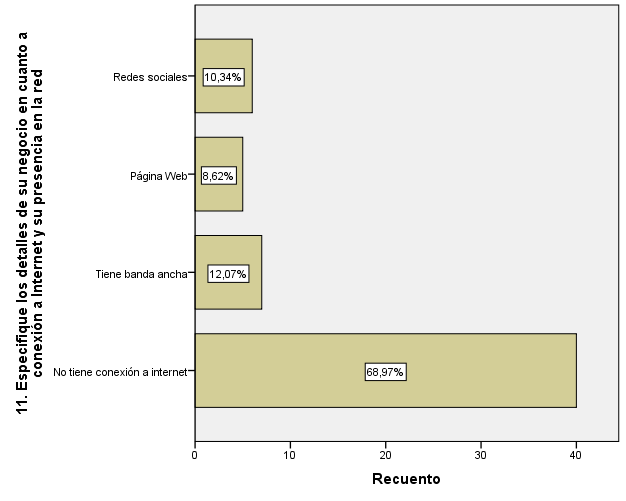 11. Especifique los detalles de su negocio en cuanto a
conexión a Internet y su presencia en la red
Redes sociales
10,34%
Página Web
8,62%
Tiene banda ancha
12,07%
No tiene conexión a internet
68,97%
0
10
20
30
40
Recuento